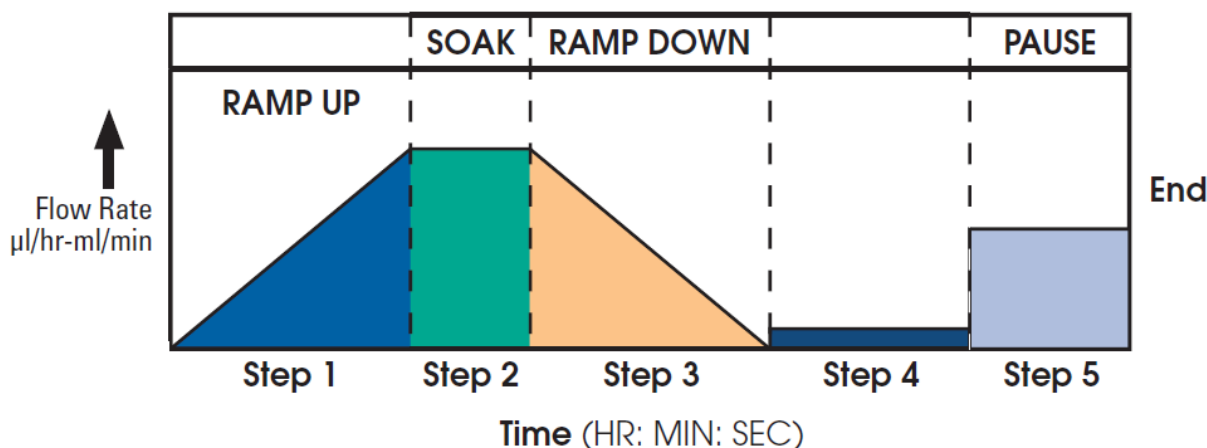 SOAK RAMP DOWN PAUSE
RAMP UP
Flow Rate
µl/hr-ml/min
End
Step 1 Step 2 Step 3 Step 4 Step 5
Time (HR: MIN: SEC)